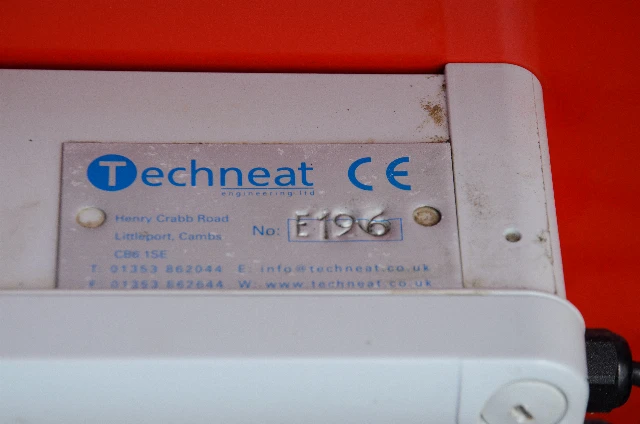 Techneat CE
engineering ltd
Henry Crabb Road
Littleport, Cambs
CB6 1SE
No: E196
T: 01353 862044 E: info@techneat.co.uk
F: 01353 862644 W: www.techneat.co.uk